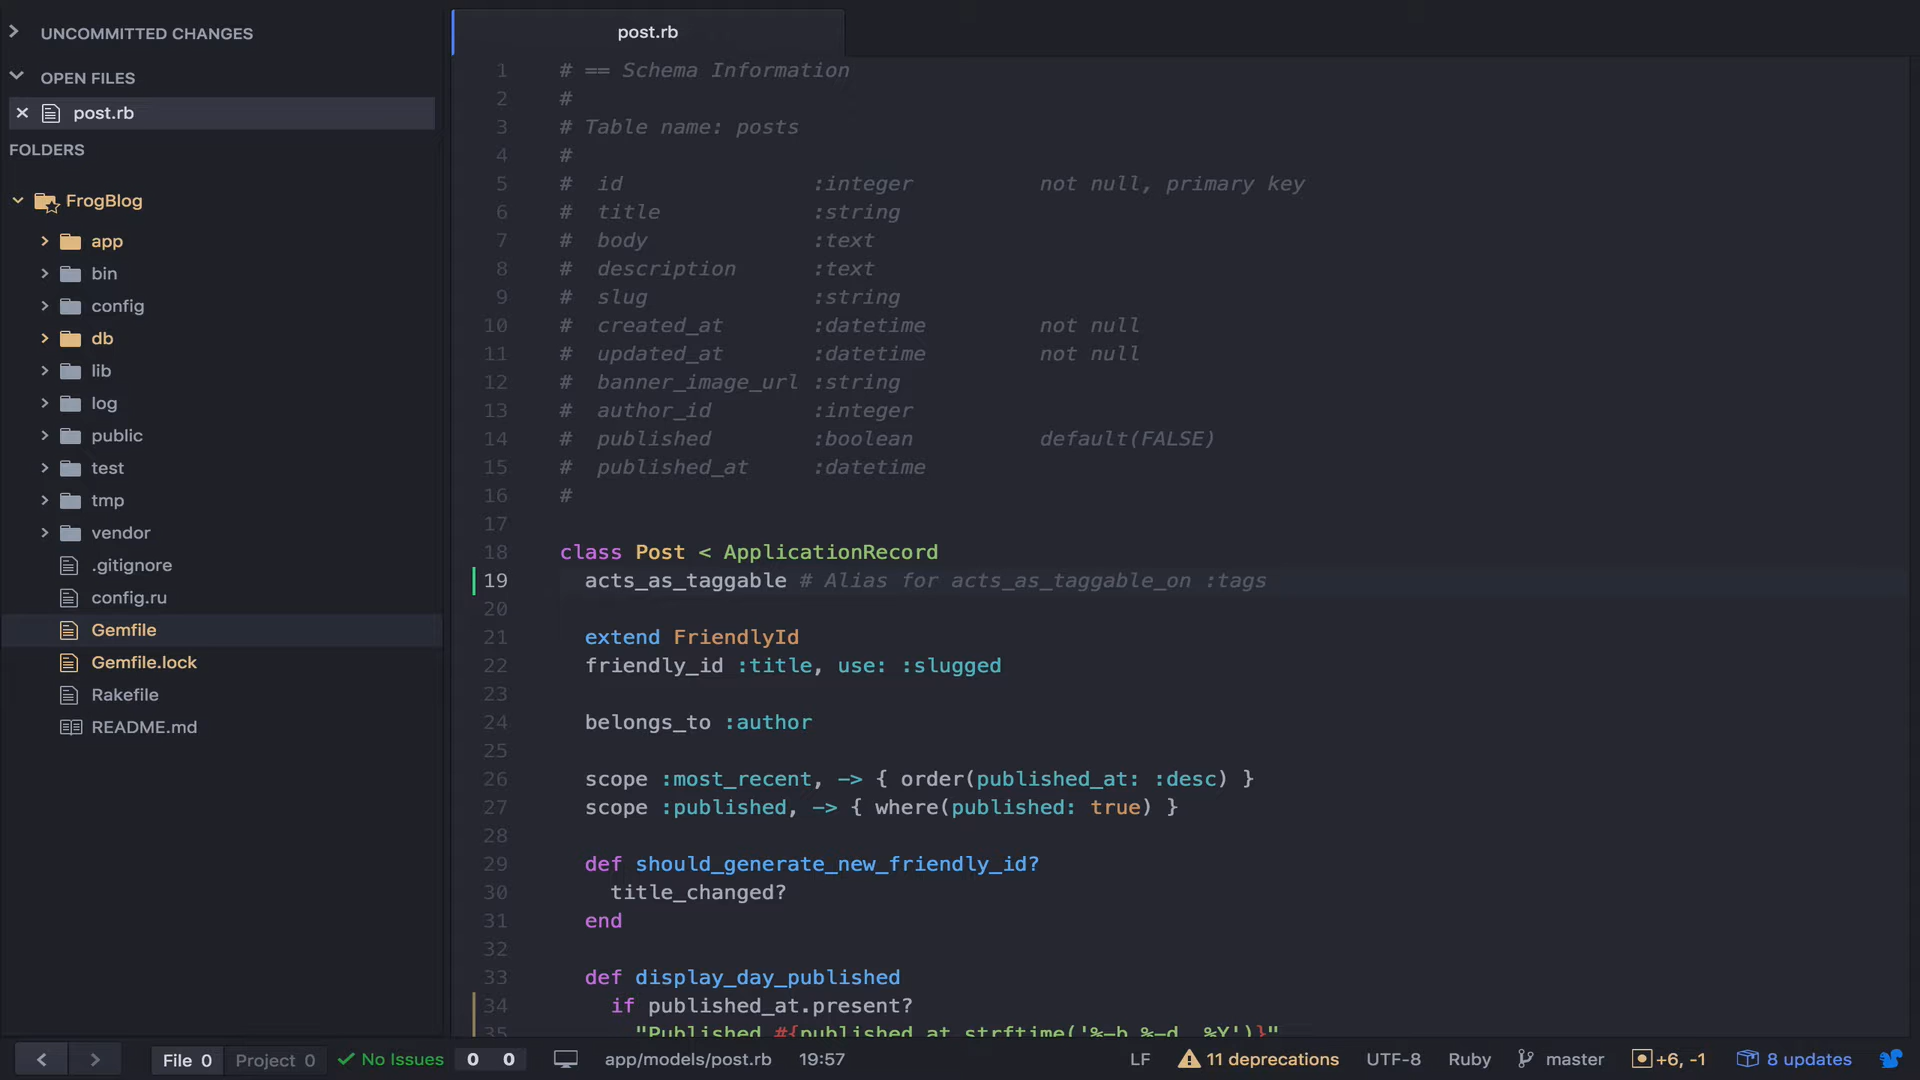 UNCOMMITTED CHANGES
OPEN FILES
post.rb
FOLDERS
FrogBlog
app
bin
config
db
lib
log
public
test
tmp
vendor
.gitignore
config.ru
Gemfile
Gemfile.lock
Rakefile
README.md
post.rb
1 # == Schema Information
2 #
3 # Table name: posts
4 #
5 #  id              :integer          not null, primary key
6 #  title           :string
7 #  body            :text
8 #  description     :text
9 #  slug            :string
10 #  created_at      :datetime         not null
11 #  updated_at      :datetime         not null
12 #  banner_image_url :string
13 #  author_id       :integer
14 #  published       :boolean          default(FALSE)
15 #  published_at    :datetime
16 #
17
18 class Post < ApplicationRecord
19   acts_as_taggable # Alias for acts_as_taggable_on :tags
20
21   extend FriendlyId
22   friendly_id :title, use: :slugged
23
24   belongs_to :author
25
26   scope :most_recent, -> { order(published_at: :desc) }
27   scope :published, -> { where(published: true) }
28
29   def should_generate_new_friendly_id?
30     title_changed?
31   end
32
33   def display_day_published
34     if published_at.present?
35       "Published #{published_at.strftime('%-b %-d, %Y')}"
File 0 Project 0 No Issues 0 0 app/models/post.rb 19:57 LF 11 deprecations UTF-8 Ruby master +6, -1 8 updates